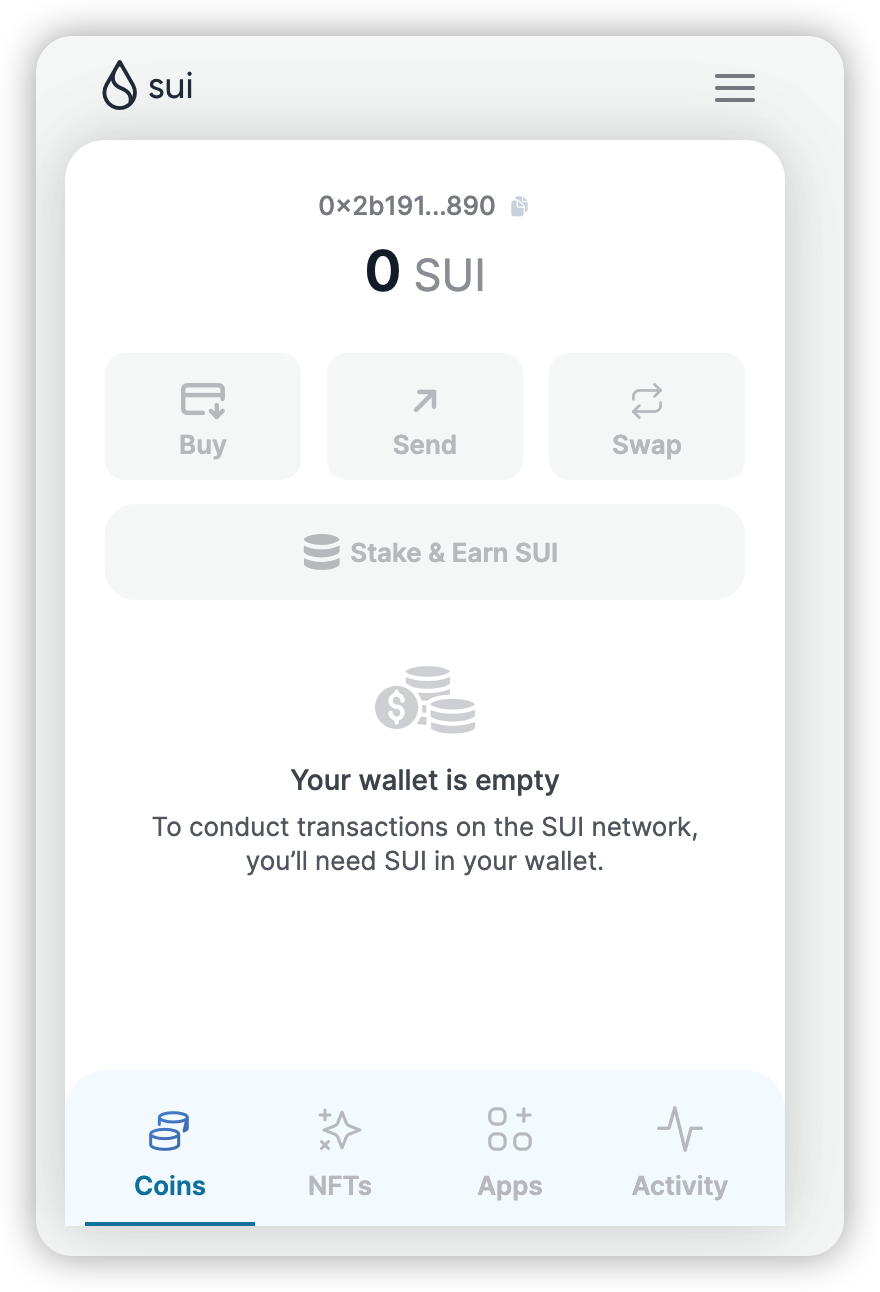 sui
0×2b191...890
0 SUI
Buy
Send
Swap
Stake & Earn SUI
$
Your wallet is empty
To conduct transactions on the SUI network,
you’ll need SUI in your wallet.
Coins
NFTs
Apps
Activity